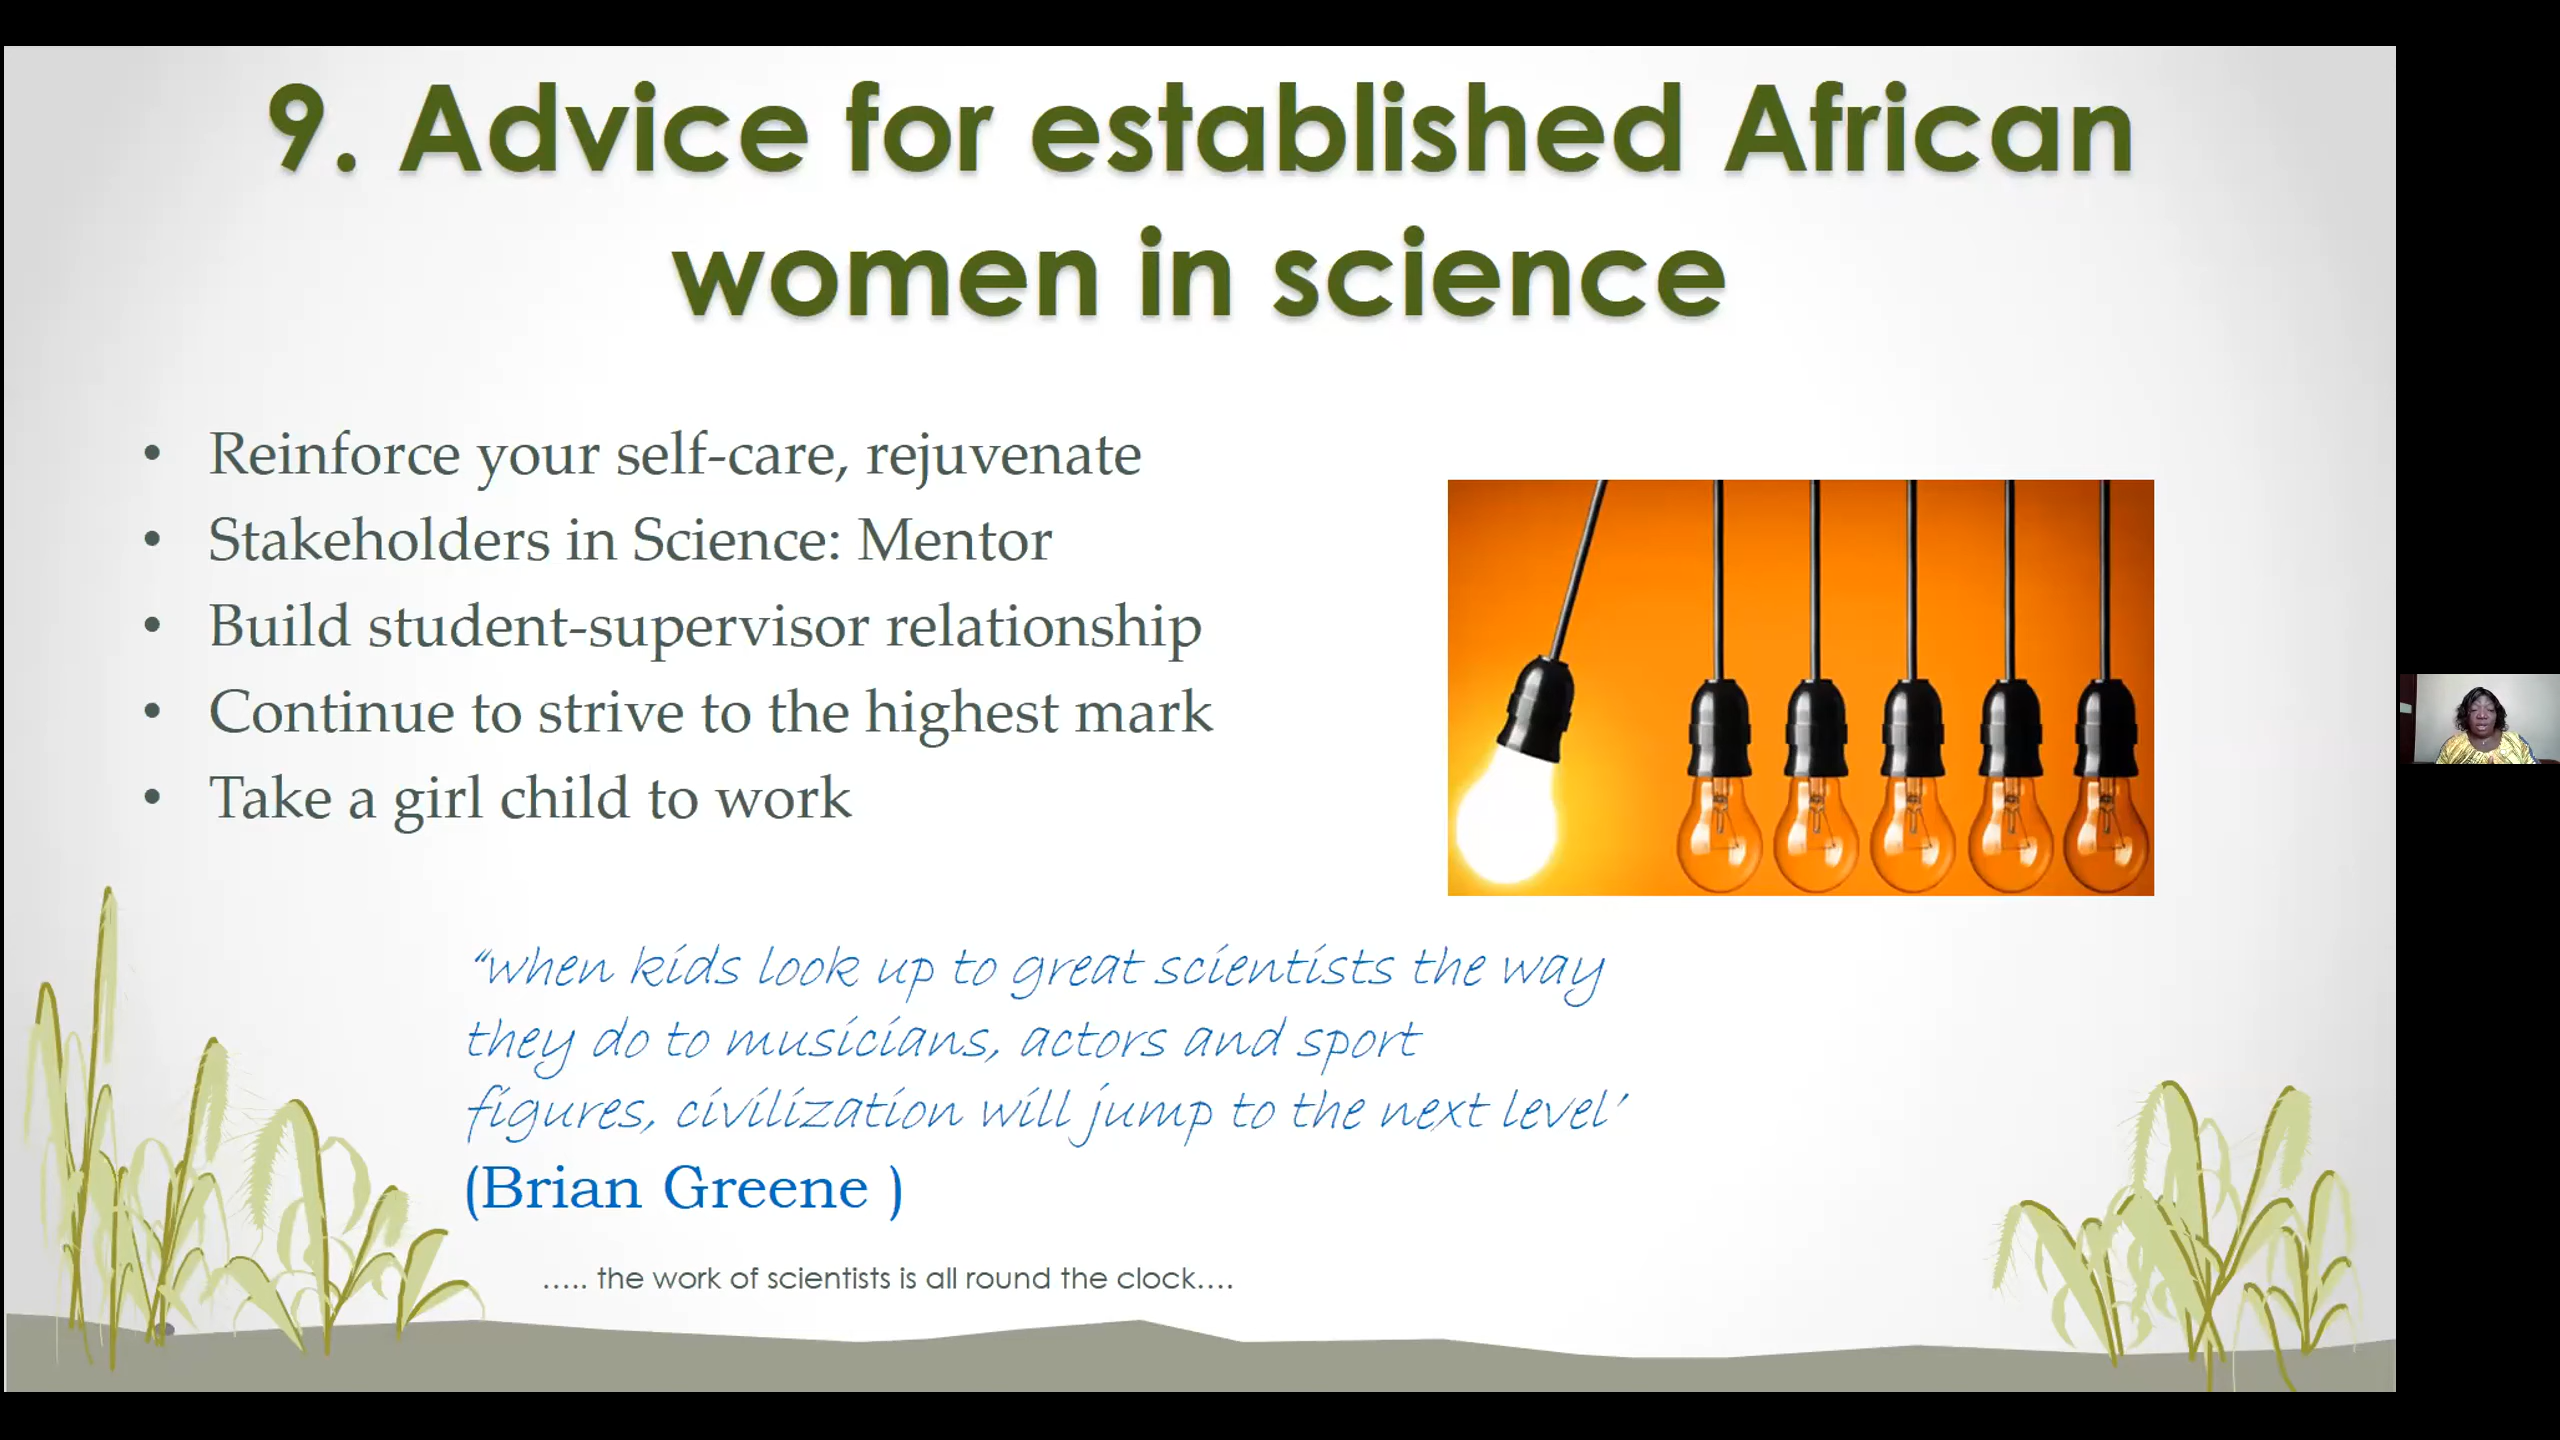 9. Advice for established African
women in science
• Reinforce your self-care, rejuvenate
• Stakeholders in Science: Mentor
• Build student-supervisor relationship
• Continue to strive to the highest mark
• Take a girl child to work
“when kids look up to great scientists the way
they do to musicians, actors and sport
figures, civilization will jump to the next level’
(Brian Greene )
..... the work of scientists is all round the clock....